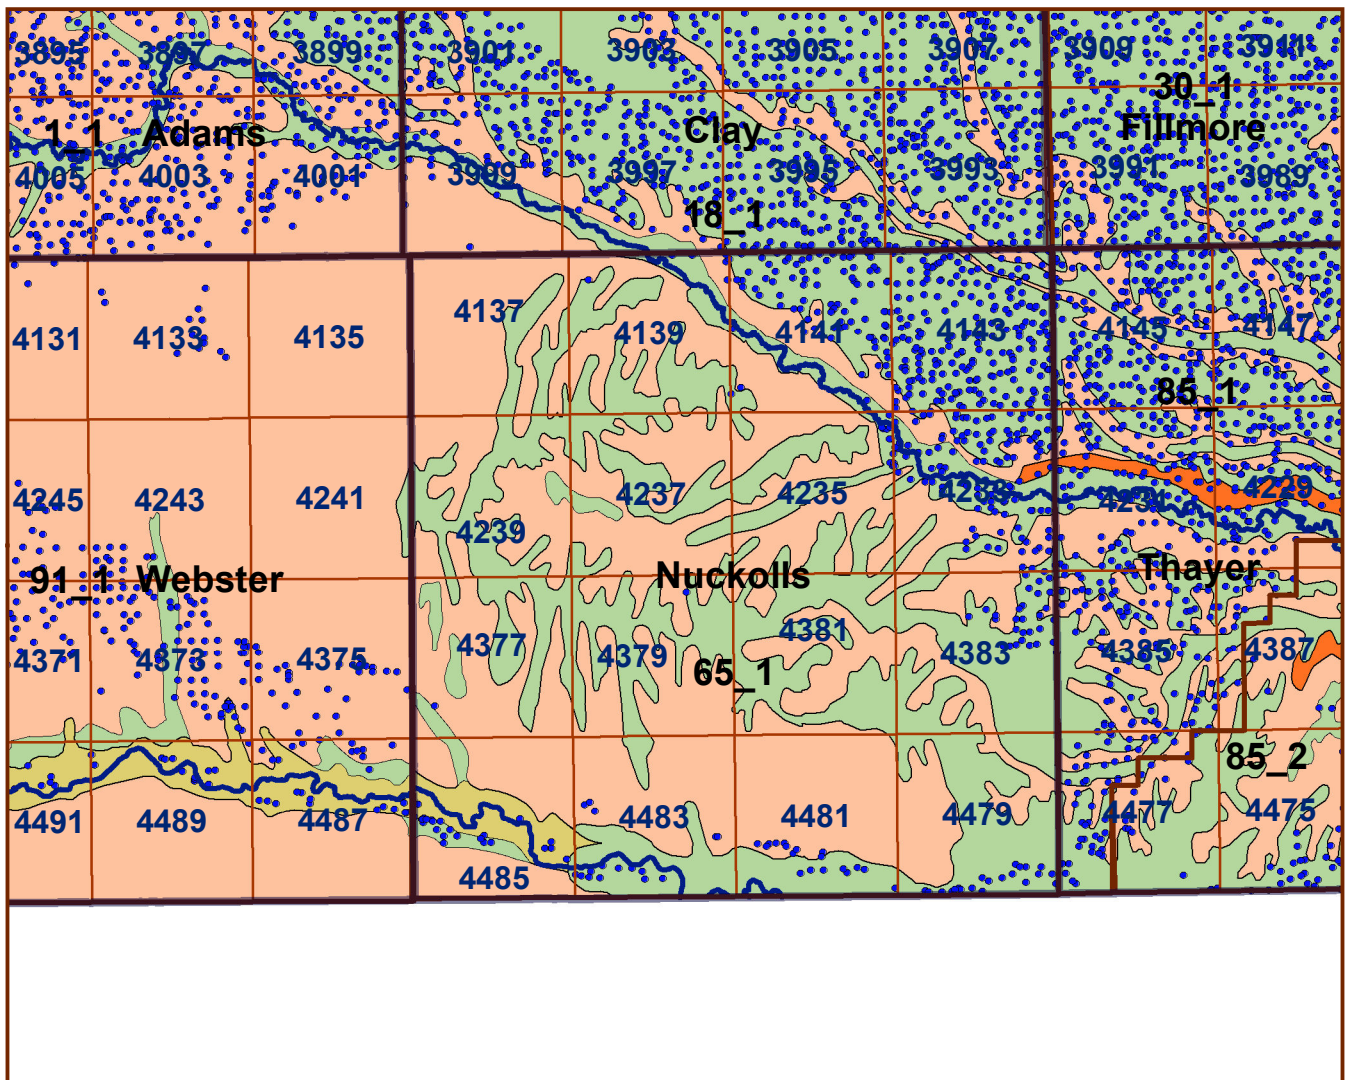 3895 3897 3899 3901 3903 3905 3907 3909 3911
30_1
1_1 Adams Clay Fillmore
4005 4003 4001 3999 3997 3995 3993 3991 3989
18_1
4131 4133 4135 4137 4139 4141 4143 4145 4147
85_1
4245 4243 4241 4239 4237 4235 4233 4231 4229
91_1 Webster Nuckolls Thayer
4371 4373 4375 4377 4379 4381 4383 4385 4387
65_1
85_2
4491 4489 4487 4485 4483 4481 4479 4477 4475